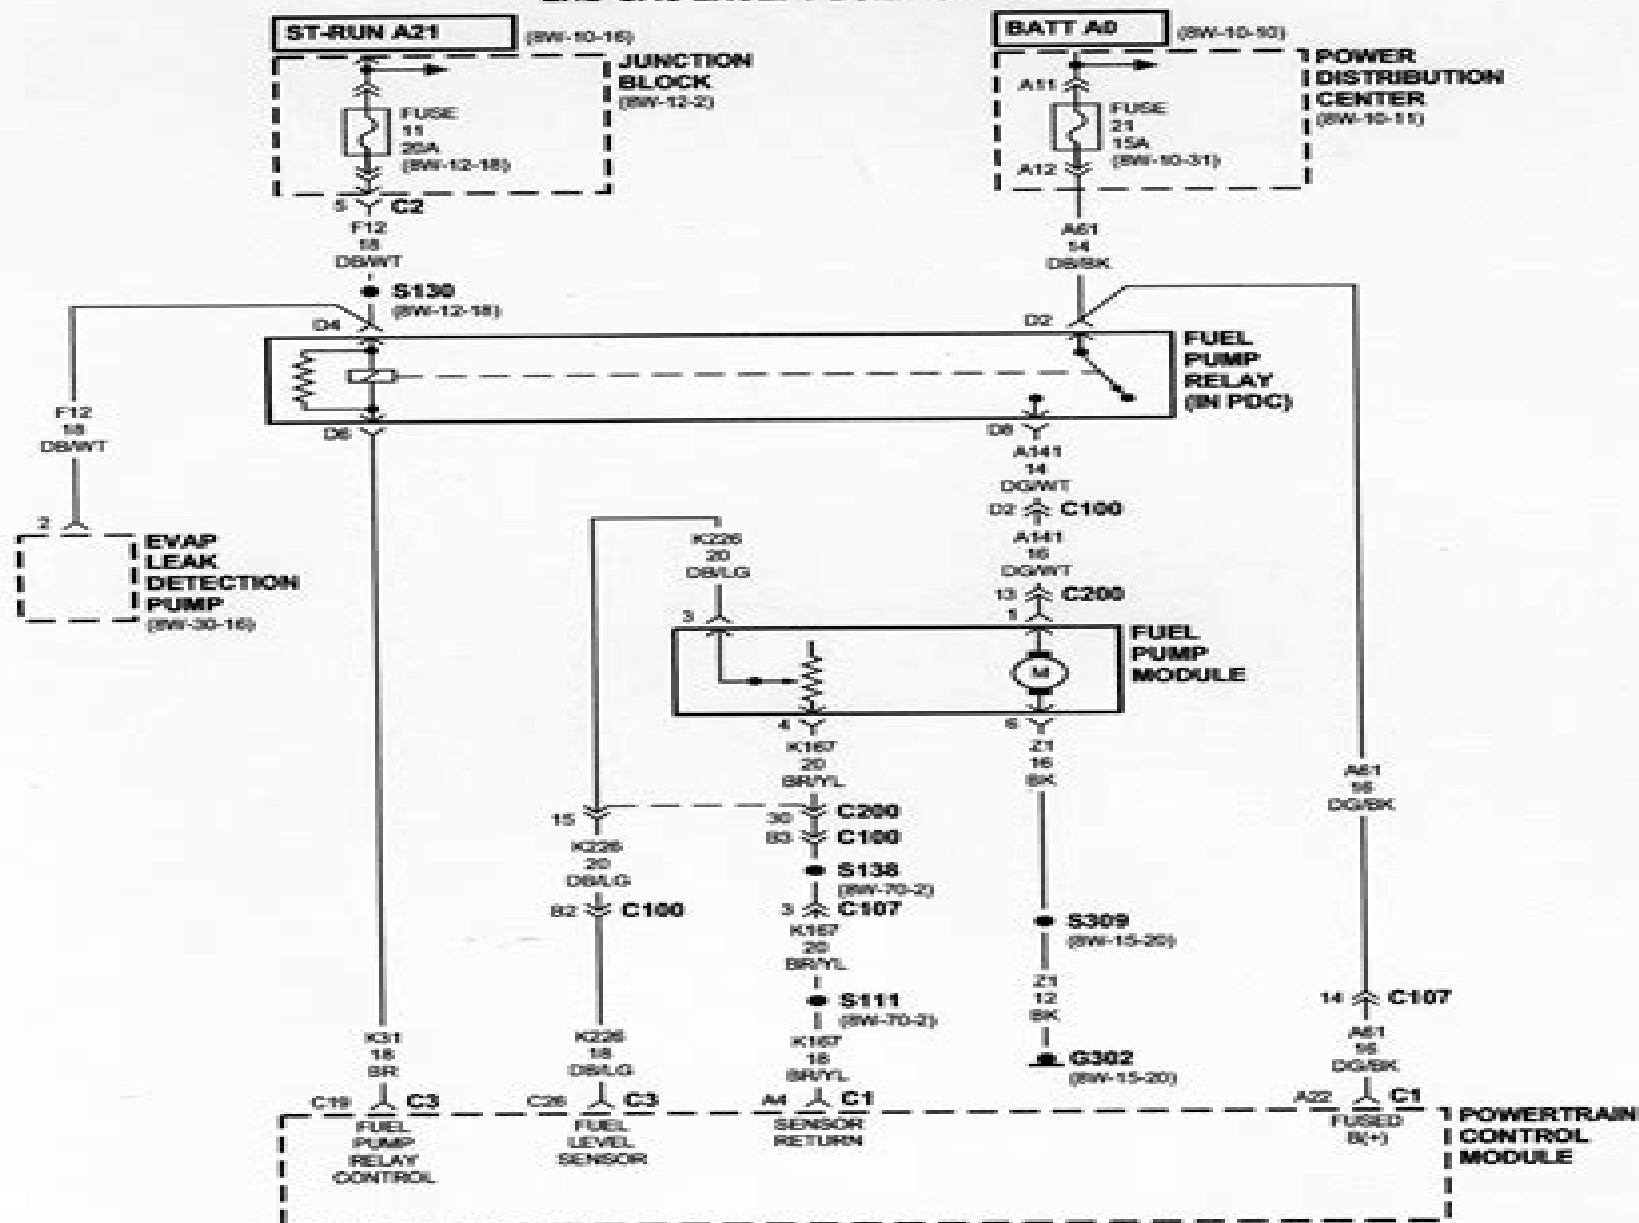 ST-RUN A21
(8W-10-16)
JUNCTION
BLOCK
(8W-12-2)
FUSE
11
20A
(8W-12-18)
5
C2
F12
18
DB/WT
S130
(8W-12-18)
D4
BATT A0
(8W-10-10)
POWER
DISTRIBUTION
CENTER
(8W-10-11)
A11
FUSE
21
15A
(8W-10-31)
A12
A61
14
DB/BK
D2
FUEL
PUMP
RELAY
(IN PDC)
F12
18
DB/WT
D6
D8
A141
14
DG/WT
D2
C100
A141
16
DG/WT
13
C200
2
EVAP
LEAK
DETECTION
PUMP
(8W-30-16)
K226
20
DB/LG
3
1
FUEL
PUMP
MODULE
M
4
6
K167
20
BR/YL
Z1
16
BK
A61
16
DG/BK
15
30
C200
B3
C100
K226
20
DB/LG
S138
(8W-70-2)
B2
C100
3
C107
K167
20
BR/YL
S309
(8W-15-20)
S111
(8W-70-2)
Z1
12
BK
14
C107
K31
18
BR
K226
18
DB/LG
K167
18
BR/YL
G302
(8W-15-20)
A61
16
DG/BK
C19
C3
C26
C3
A4
C1
A22
C1
FUEL
PUMP
RELAY
CONTROL
FUEL
LEVEL
SENSOR
SENSOR
RETURN
FUSED
B(+)
POWERTRAIN
CONTROL
MODULE